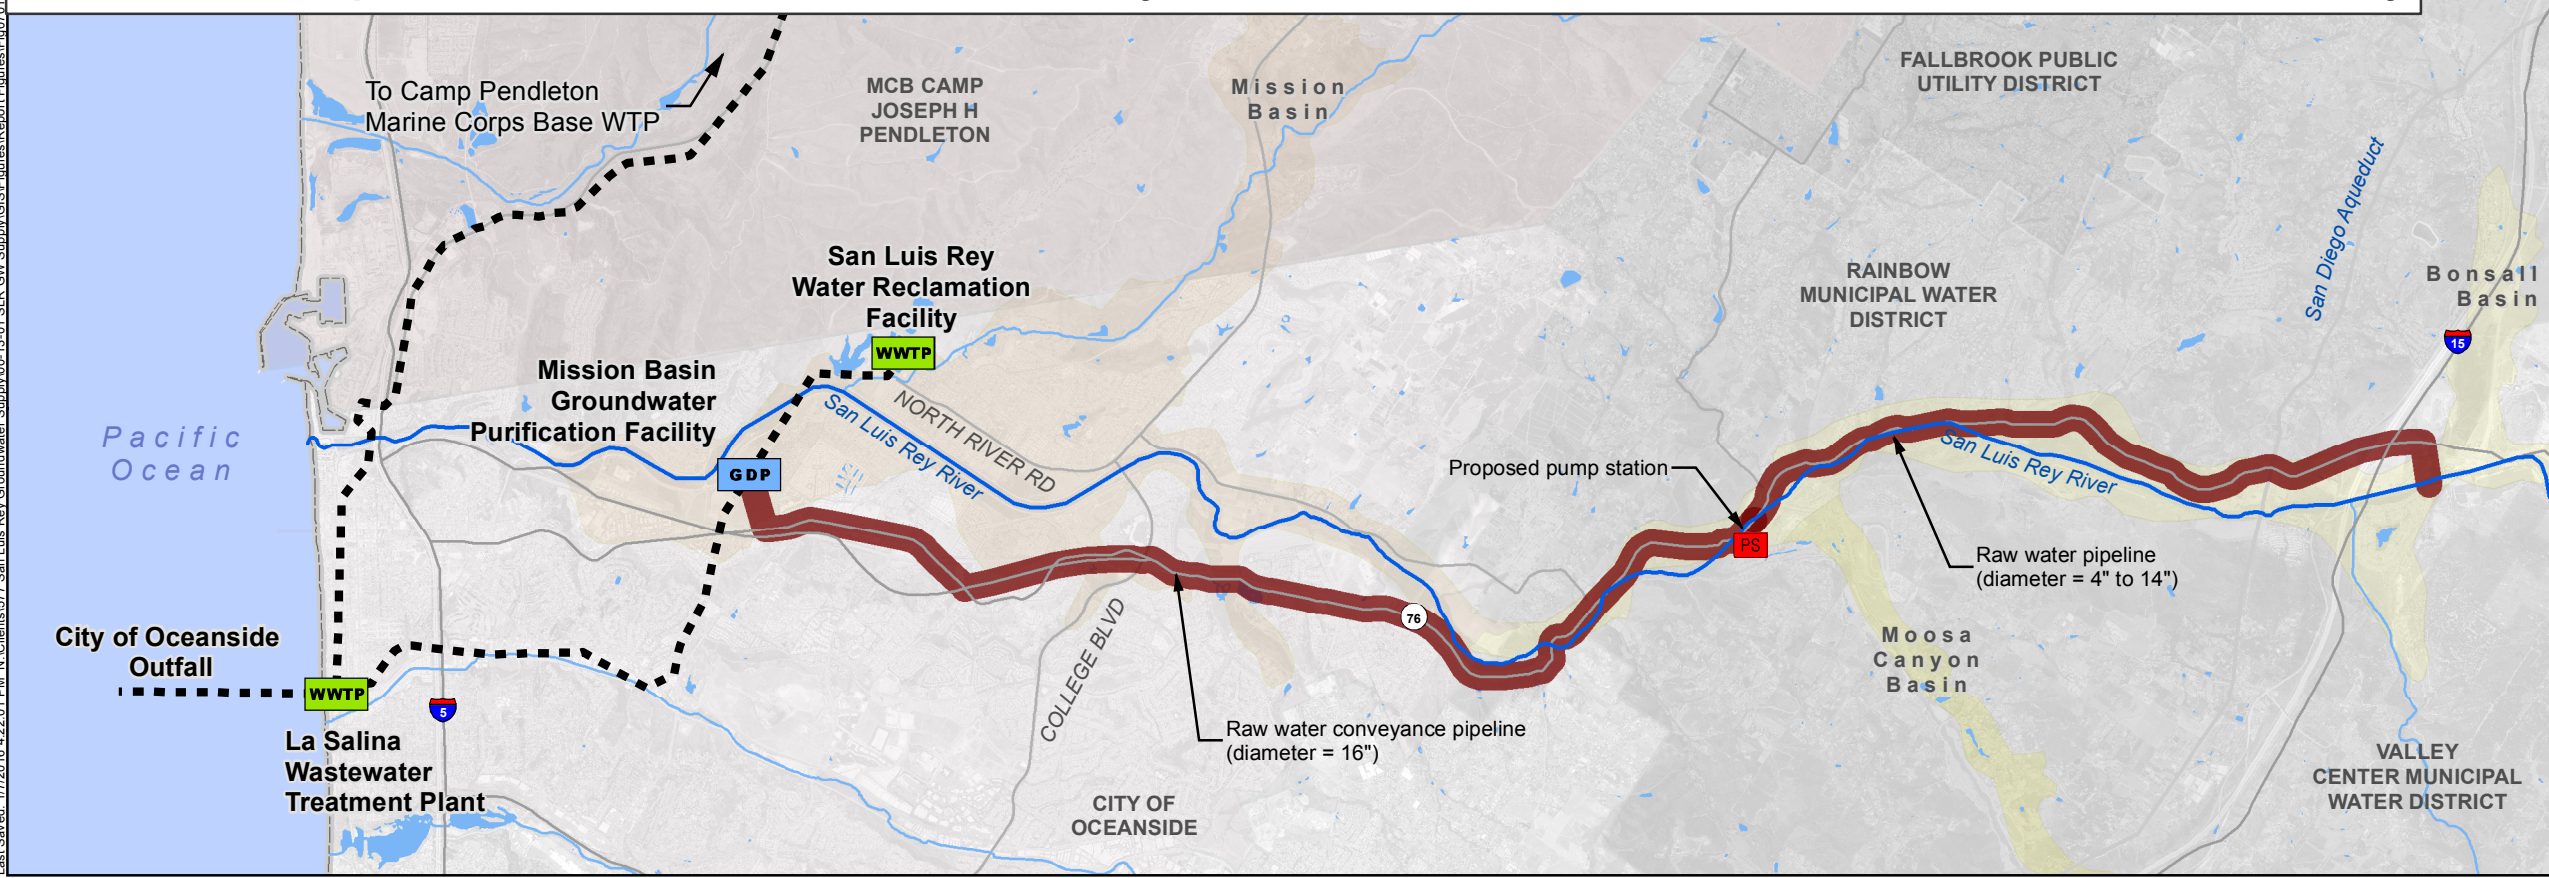 To Camp Pendleton
Marine Corps Base WTP
MCB CAMP
JOSEPH H
PENDLETON
Mission
Basin
FALLBROOK PUBLIC
UTILITY DISTRICT
San Diego Aqueduct
Bonsall
Basin
RAINBOW
MUNICIPAL WATER
DISTRICT
15
San Luis Rey
Water Reclamation
Facility
WWTP
Mission Basin
Groundwater
Purification Facility
GDP
NORTH RIVER RD
San Luis Rey River
Pacific
Ocean
Proposed pump station
PS
San Luis Rey River
Raw water pipeline
(diameter = 4" to 14")
76
COLLEGE BLVD
Moosa
Canyon
Basin
City of Oceanside
Outfall
WWTP
5
La Salina
Wastewater
Treatment Plant
Raw water conveyance pipeline
(diameter = 16")
CITY OF
OCEANSIDE
VALLEY
CENTER MUNICIPAL
WATER DISTRICT